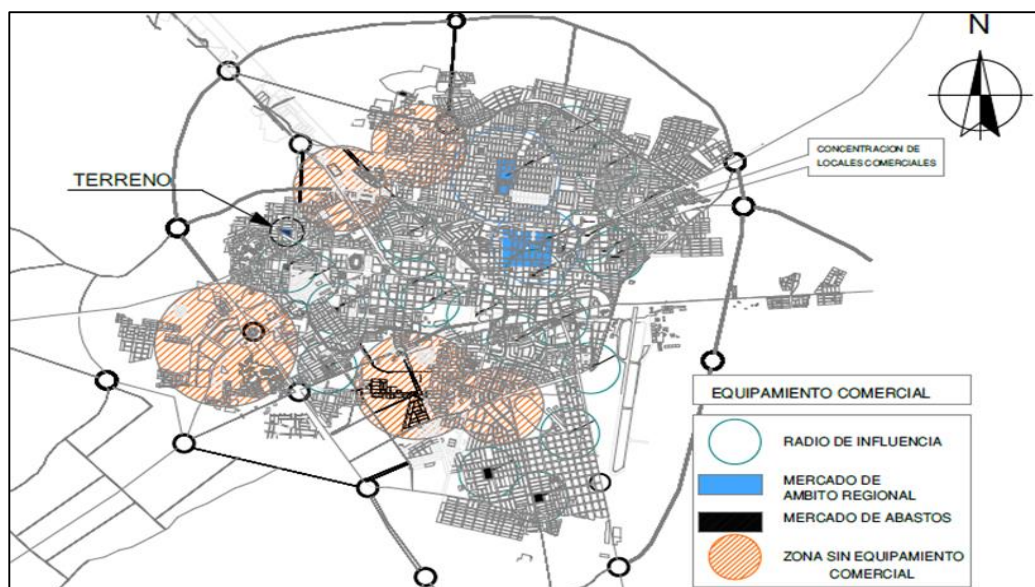 N
CONCENTRACION DE
LOCALES COMERCIALES
TERRENO
EQUIPAMIENTO COMERCIAL
RADIO DE INFLUENCIA
MERCADO DE
AMBITO REGIONAL
MERCADO DE ABASTOS
ZONA SIN EQUIPAMIENTO
COMERCIAL